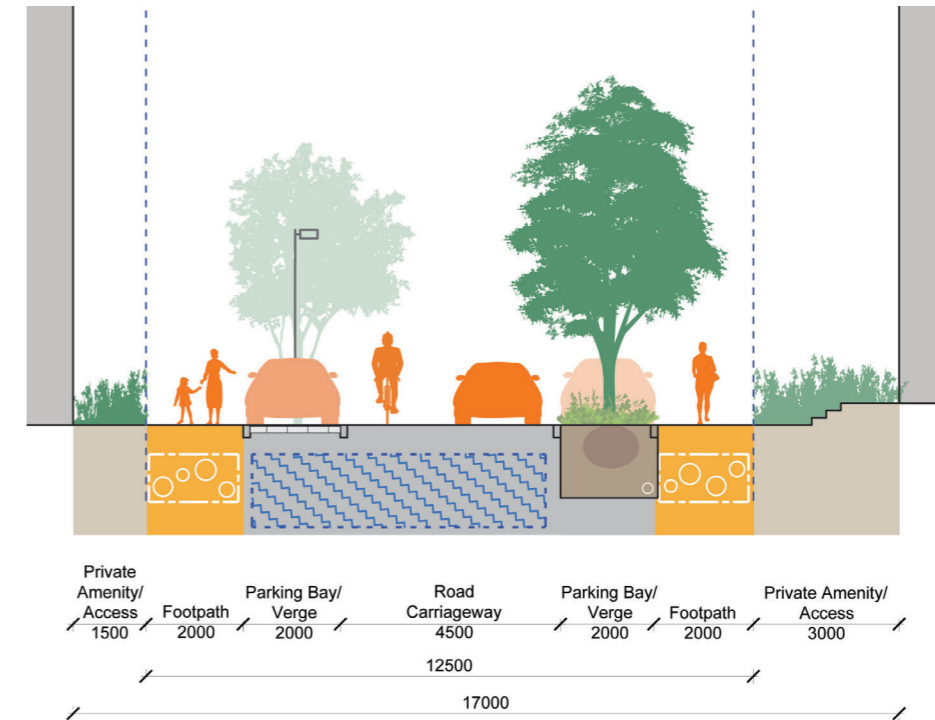 Private
Amenity/
Access
1500
Footpath
2000
Parking Bay/
Verge
2000
Road
Carriageway
4500
Parking Bay/
Verge
2000
Footpath
2000
Private Amenity/
Access
3000
12500
17000